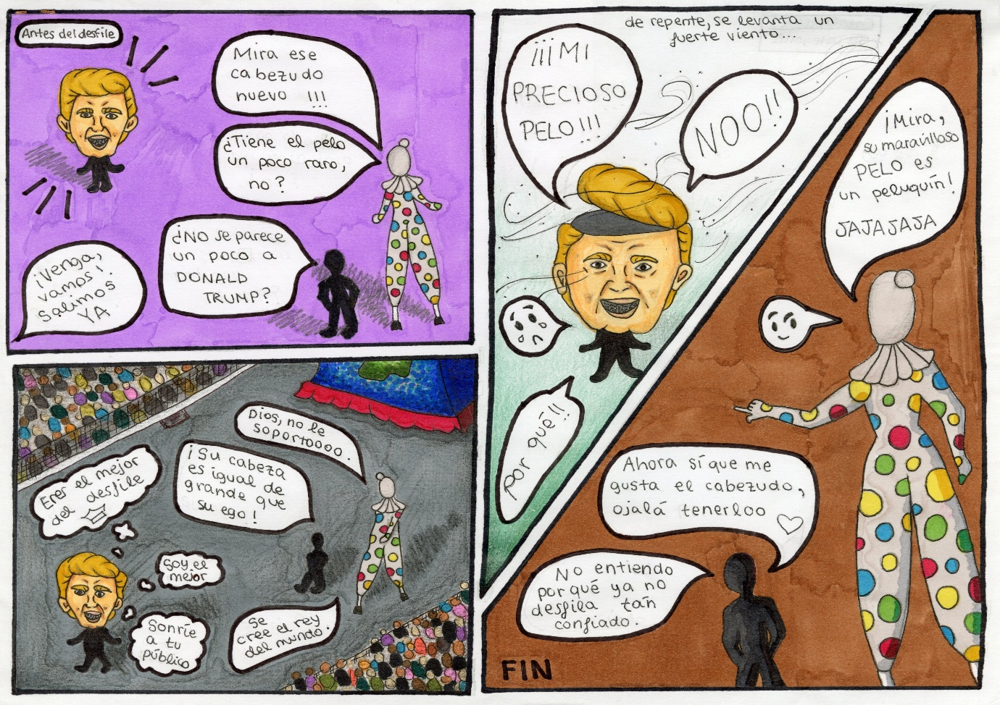 Antes del desfile
Mira ese
cabezudo
nuevo !!!
¿Tiene el pelo
un poco raro,
no?
¿NO se parece
un poco a
DONALD
TRUMP?
¡Venga,
vamos!
salimos
YA
Dios, no le
soportoooo.
¡Su cabeza
es igual de
grande que
su ego!
Eres el mejor
del desfile
Soy el
mejor
Sonríe
a tu
público
Se
cree el rey
del mundo.
de repente, se levanta un
fuerte viento...
¡¡¡MI
PRECIOSO
PELO!!!
NOO!!
Por qué!!
¡Mira,
su maravilloso
PELO es
un peluquín!
JAJAJAJA
Ahora sí que me
gusta el cabezudo,
ojalá tenerloo
No entiendo
por qué ya no
desfila tan
confiado.
FIN